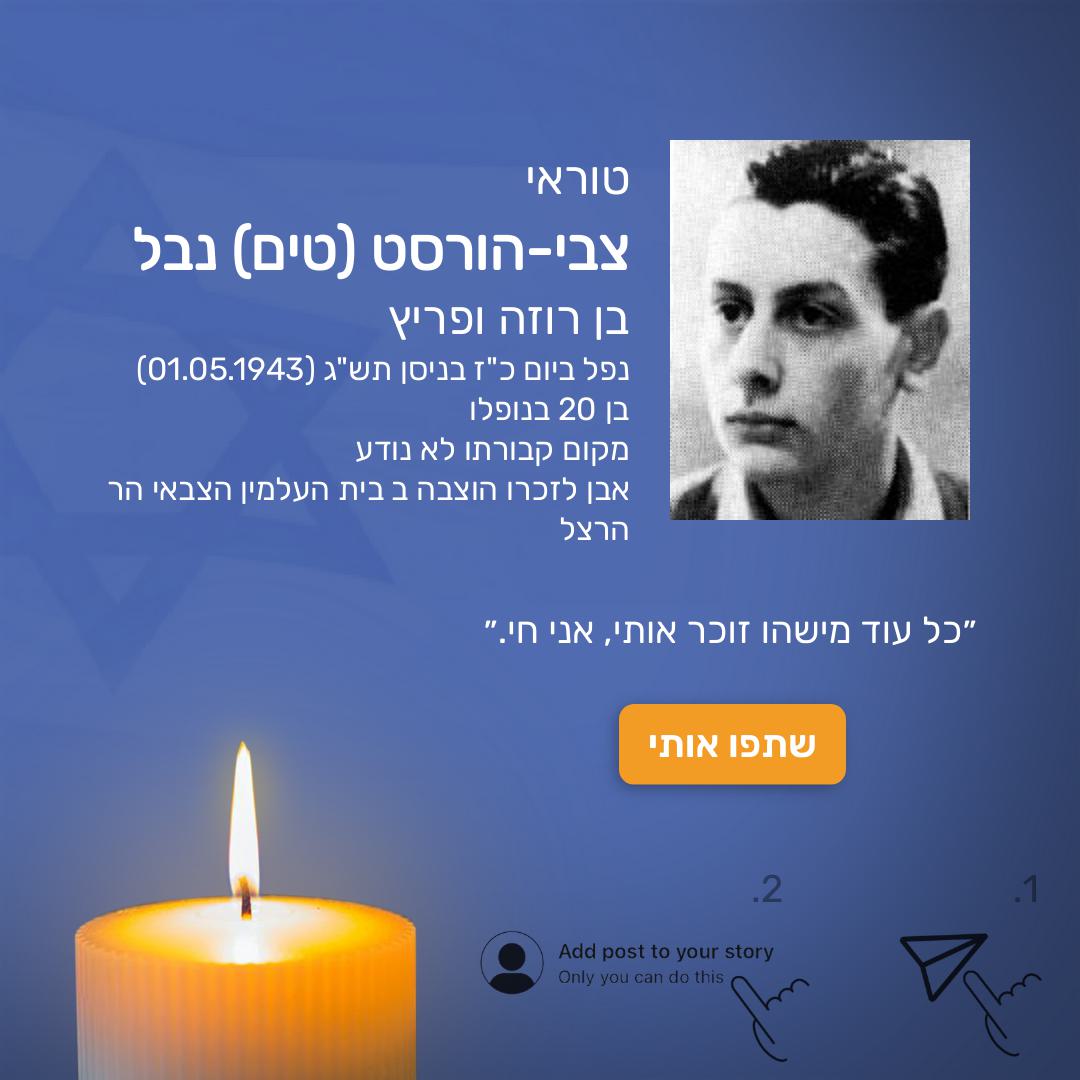 טוראי
צבי-הורסט (טים) נבל
בן רוזה ופריץ
נפל ביום כ"ז בניסן תש"ג (01.05.1943)
בן 20 בנופלו
מקום קבורתו לא נודע
אבן לזכרו הוצבה ב בית העלמין הצבאי הר
הרצל
״כל עוד מישהו זוכר אותי, אני חי.״
שתפו אותי
1.
2.
Add post to your story
Only you can do this